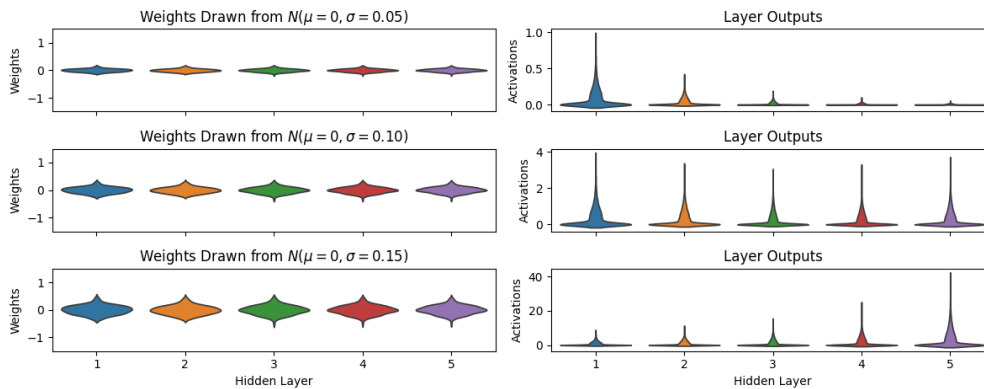 Weights Drawn from N(μ = 0, σ = 0.05)
Layer Outputs
Weights
1
0
−1
Activations
1.0
0.5
0.0
Weights Drawn from N(μ = 0, σ = 0.10)
Layer Outputs
Weights
1
0
−1
Activations
4
2
0
Weights Drawn from N(μ = 0, σ = 0.15)
Layer Outputs
Weights
1
0
−1
Activations
40
20
0
1 2 3 4 5
1 2 3 4 5
Hidden Layer
Hidden Layer